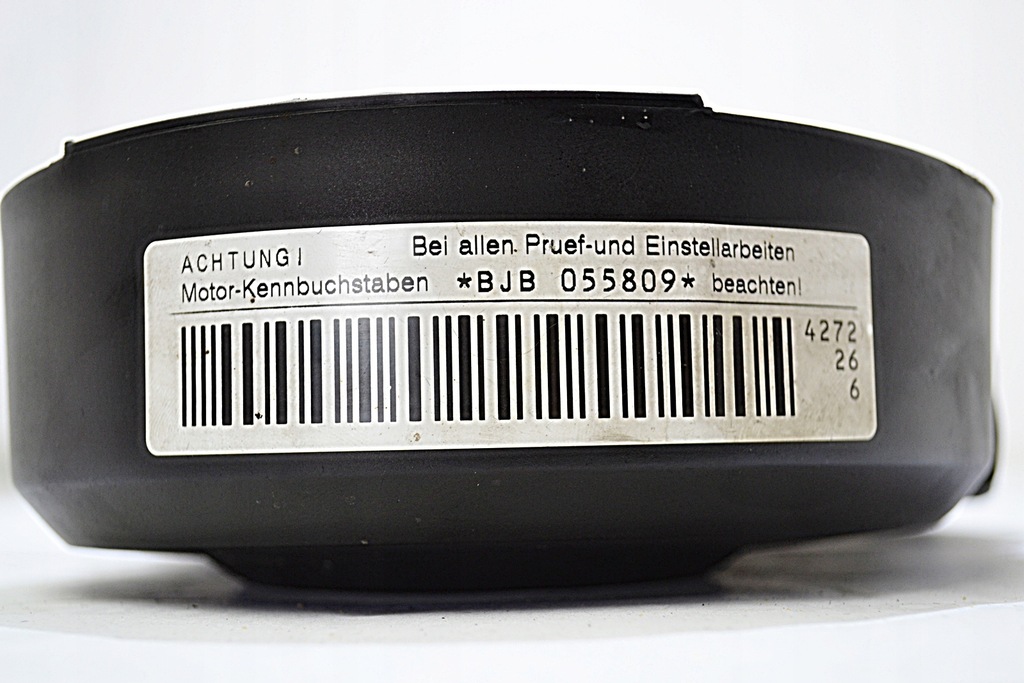 ACHTUNG! Bei allen Pruef-und Einstellarbeiten
Motor-Kennbuchstaben *BJB 055809* beachten!
4272
26
6